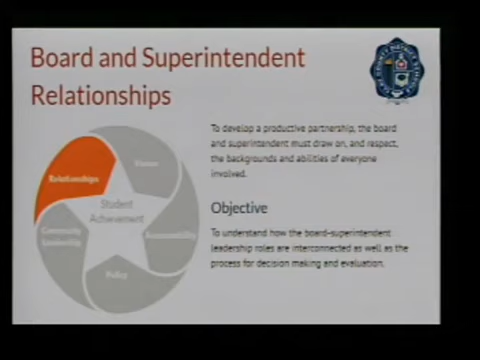 Board and Superintendent
Relationships
To develop a productive partnership, the board
and superintendent must draw on, and respect,
the backgrounds and abilities of everyone
involved.
Relationships
Vision
Student
Achievement
Community
Leadership
Accountability
Policy
Objective
To understand how the board-superintendent
leadership roles are interconnected as well as the
process for decision making and evaluation.